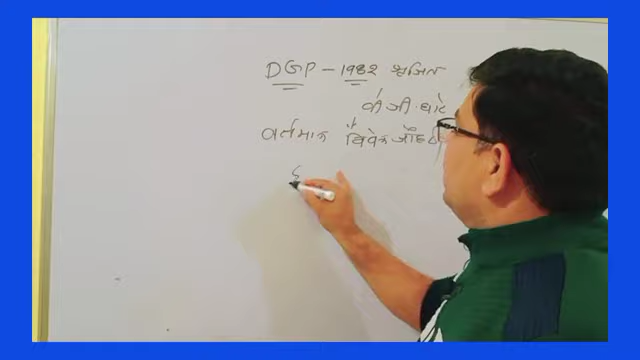 DGP – 1982 सृजित
वी.जी. घाटे
वर्तमान में विवेक जौहरी